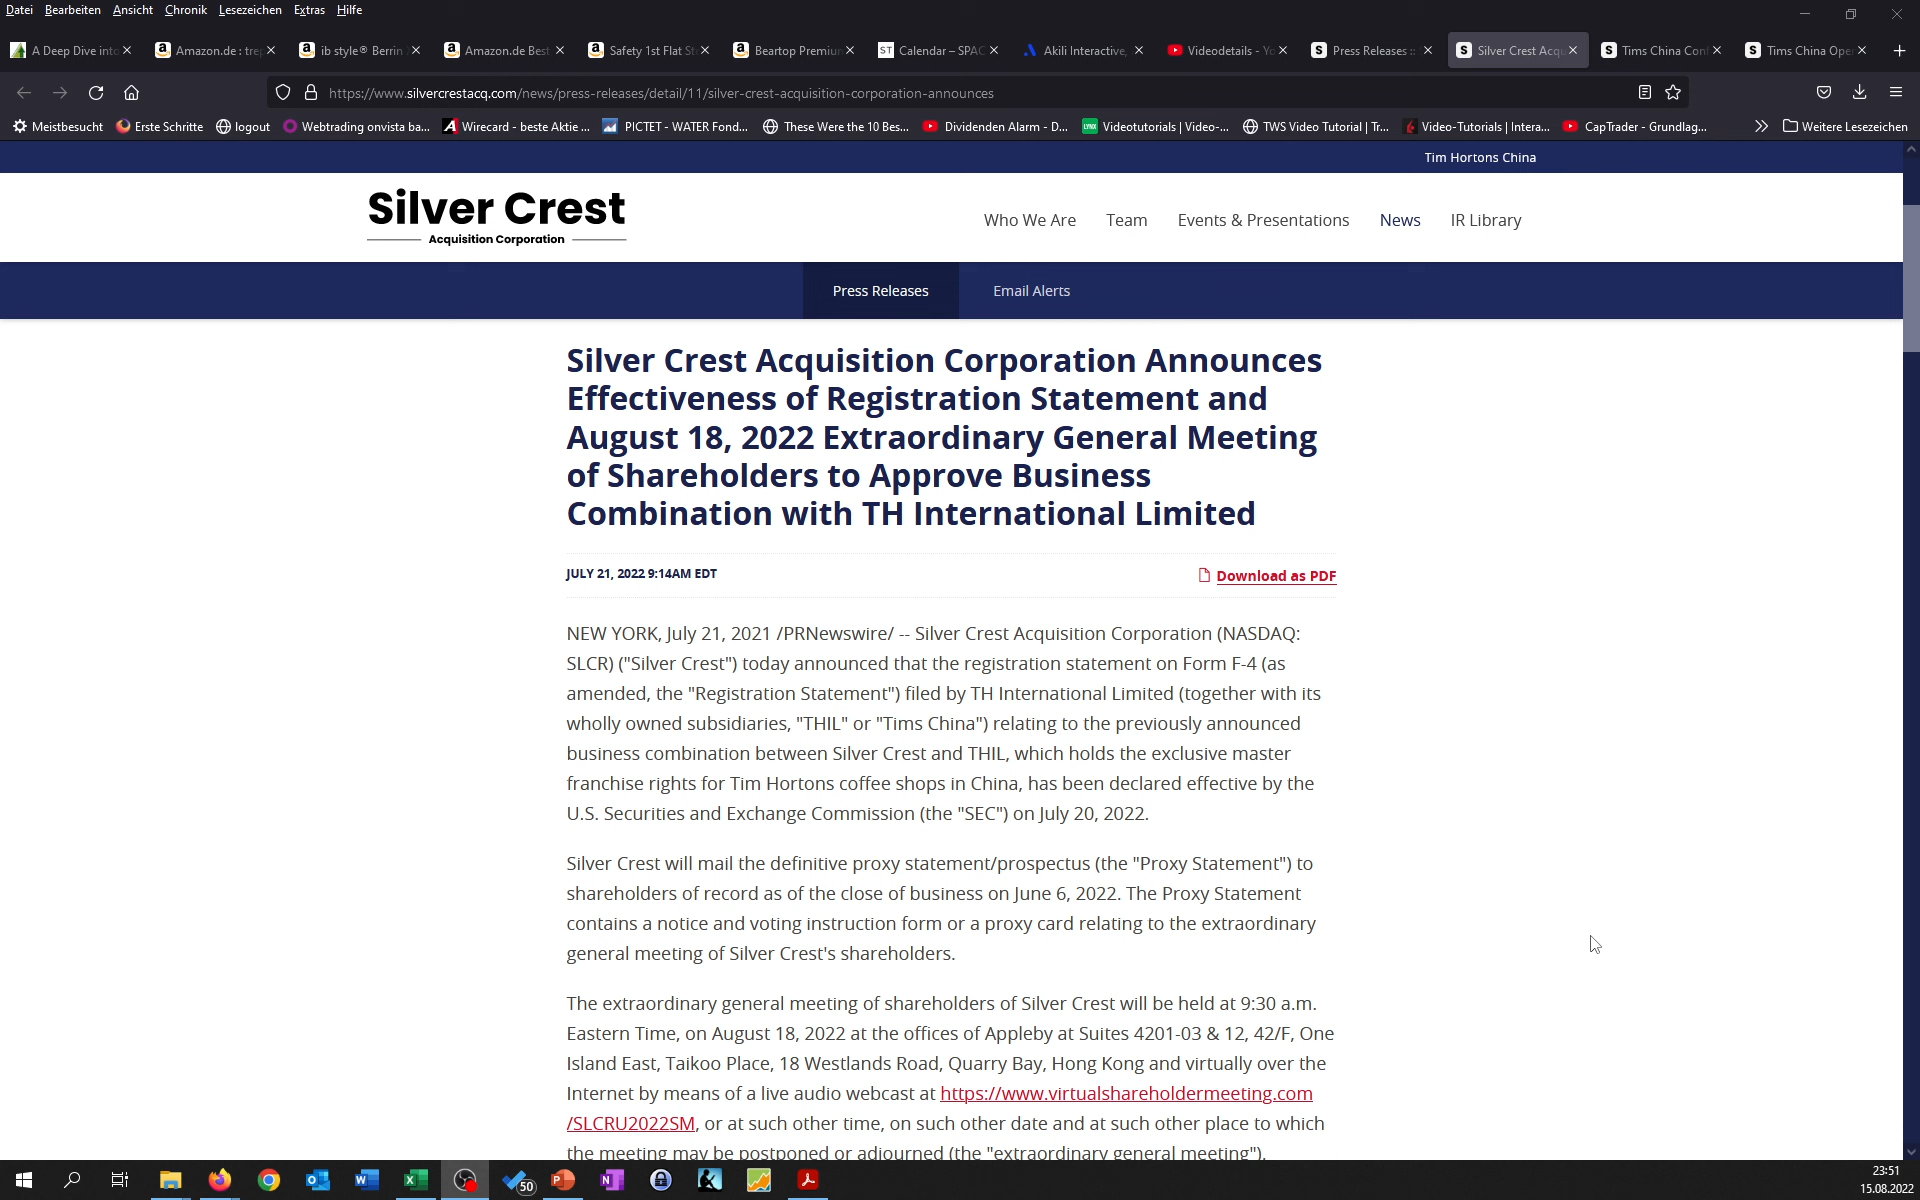 Datei Bearbeiten Ansicht Chronik Lesezeichen Extras Hilfe
A Deep Dive into Amazon.de : trep ib style® Berrin Amazon.de Best Safety 1st Flat St Beartop Premium Calendar – SPAC Akili Interactive, Videodetails - Yo Press Releases :: Silver Crest Acqu Tims China Con Tims China Ope
https://www.silvercrestacq.com/news/press-releases/detail/11/silver-crest-acquisition-corporation-announces
Meistbesucht Erste Schritte logout Webtrading onvista ba... Wirecard - beste Aktie ... PICTET - WATER Fond... These Were the 10 Bes... Dividenden Alarm - D... Videotutorials | Video-... TWS Video Tutorial | Tr... Video-Tutorials | Intera... CapTrader - Grundlag... Weitere Lesezeichen
Tim Hortons China
Silver Crest
Acquisition Corporation
Who We Are Team Events & Presentations News IR Library
Press Releases Email Alerts
Silver Crest Acquisition Corporation Announces
Effectiveness of Registration Statement and
August 18, 2022 Extraordinary General Meeting
of Shareholders to Approve Business
Combination with TH International Limited
JULY 21, 2022 9:14AM EDT Download as PDF
NEW YORK, July 21, 2021 /PRNewswire/ -- Silver Crest Acquisition Corporation (NASDAQ:
SLCR) ("Silver Crest") today announced that the registration statement on Form F-4 (as
amended, the "Registration Statement") filed by TH International Limited (together with its
wholly owned subsidiaries, "THIL" or "Tims China") relating to the previously announced
business combination between Silver Crest and THIL, which holds the exclusive master
franchise rights for Tim Hortons coffee shops in China, has been declared effective by the
U.S. Securities and Exchange Commission (the "SEC") on July 20, 2022.
Silver Crest will mail the definitive proxy statement/prospectus (the "Proxy Statement") to
shareholders of record as of the close of business on June 6, 2022. The Proxy Statement
contains a notice and voting instruction form or a proxy card relating to the extraordinary
general meeting of Silver Crest's shareholders.
The extraordinary general meeting of shareholders of Silver Crest will be held at 9:30 a.m.
Eastern Time, on August 18, 2022 at the offices of Appleby at Suites 4201-03 & 12, 42/F, One
Island East, Taikoo Place, 18 Westlands Road, Quarry Bay, Hong Kong and virtually over the
Internet by means of a live audio webcast at https://www.virtualshareholdermeeting.com
/SLCRU2022SM, or at such other time, on such other date and at such other place to which
the meeting may be postponed or adjourned (the "extraordinary general meeting").
50
23:51
15.08.2022